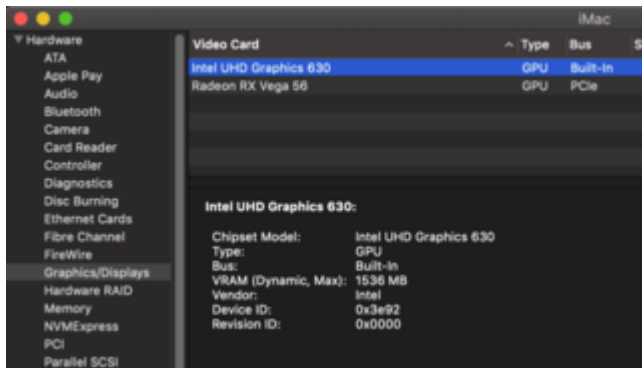 iMac
Hardware
ATA
Apple Pay
Audio
Bluetooth
Camera
Card Reader
Controller
Diagnostics
Disc Burning
Ethernet Cards
Fibre Channel
FireWire
Graphics/Displays
Hardware RAID
Memory
NVMExpress
PCI
Parallel SCSI
Video Card Type Bus S
Intel UHD Graphics 630 GPU Built-In
Radeon RX Vega 56 GPU PCIe
Intel UHD Graphics 630:
Chipset Model: Intel UHD Graphics 630
Type: GPU
Bus: Built-In
VRAM (Dynamic, Max): 1536 MB
Vendor: Intel
Device ID: 0x3e92
Revision ID: 0x0000